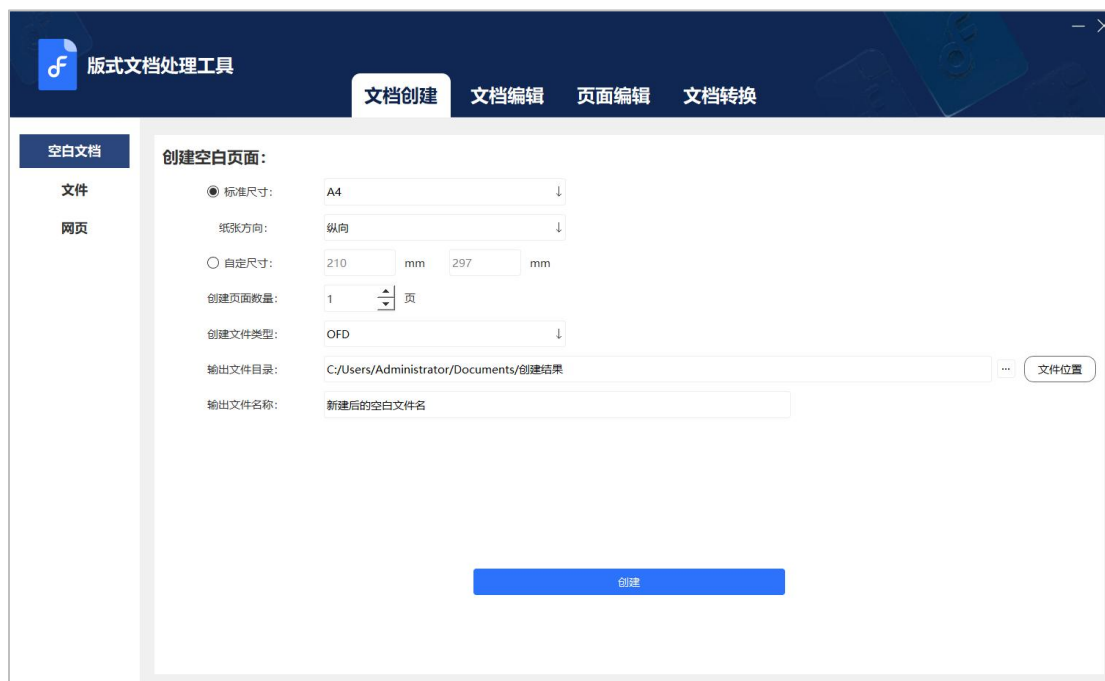 版式文档处理工具
文档创建 文档编辑 页面编辑 文档转换
空白文档
文件
网页
创建空白页面：
标准尺寸： A4
纸张方向： 纵向
自定尺寸： 210 mm 297 mm
创建页面数量： 1 页
创建文件类型： OFD
输出文件目录： C:/Users/Administrator/Documents/创建结果 ... 文件位置
输出文件名称： 新建后的空白文件名
创建